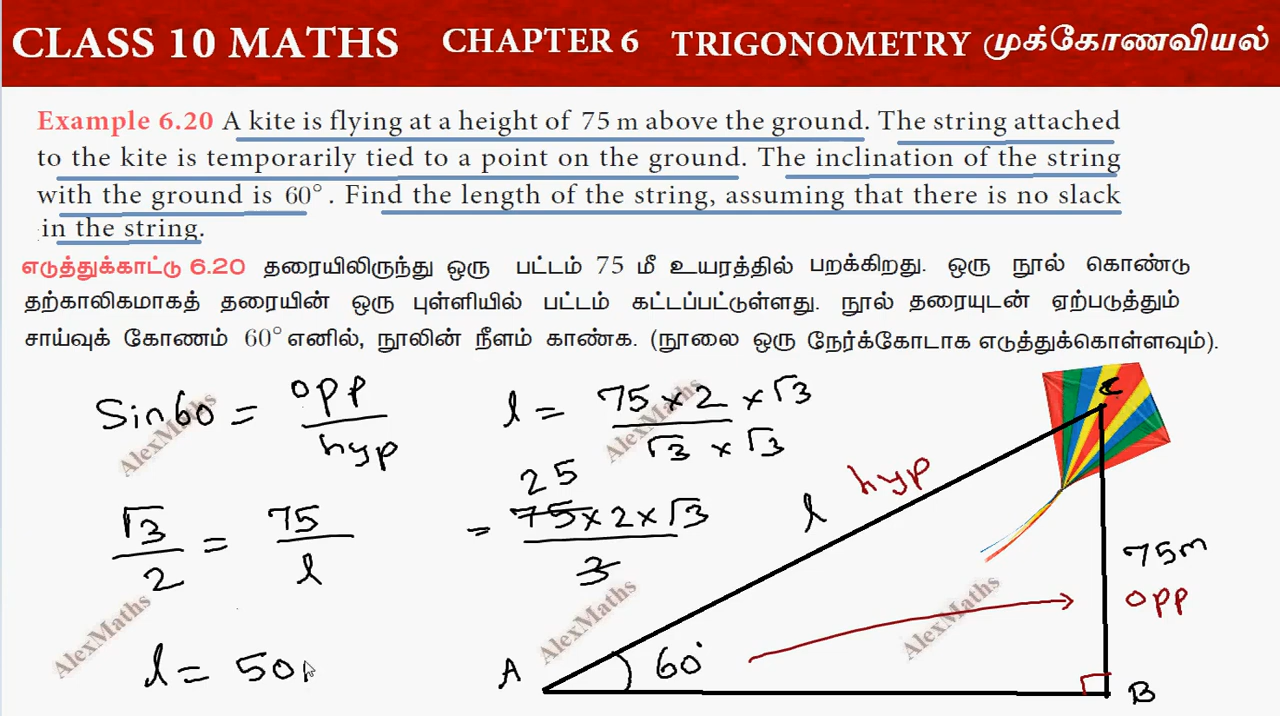 CLASS 10 MATHS CHAPTER 6 TRIGONOMETRY முக்கோணவியல்
Example 6.20 A kite is flying at a height of 75 m above the ground. The string attached
to the kite is temporarily tied to a point on the ground. The inclination of the string
with the ground is 60°. Find the length of the string, assuming that there is no slack
in the string.
எடுத்துக்காட்டு 6.20 தரையிலிருந்து ஒரு பட்டம் 75 மீ உயரத்தில் பறக்கிறது. ஒரு நூல் கொண்டு
தற்காலிகமாகத் தரையின் ஒரு புள்ளியில் பட்டம் கட்டப்பட்டுள்ளது. நூல் தரையுடன் ஏற்படுத்தும்
சாய்வுக் கோணம் 60° எனில், நூலின் நீளம் காண்க. (நூலை ஒரு நேர்க்கோடாக எடுத்துக்கொள்ளவும்).
Sin 60 = opp / hyp
√3 / 2 = 75 / l
l = 50
l = 75 × 2 × √3 / √3 × √3
25
= 75 × 2 × √3 / 3
C
hyp
l
75m
opp
A 60° B
AlexMaths
AlexMaths
AlexMaths
AlexMaths
AlexMaths